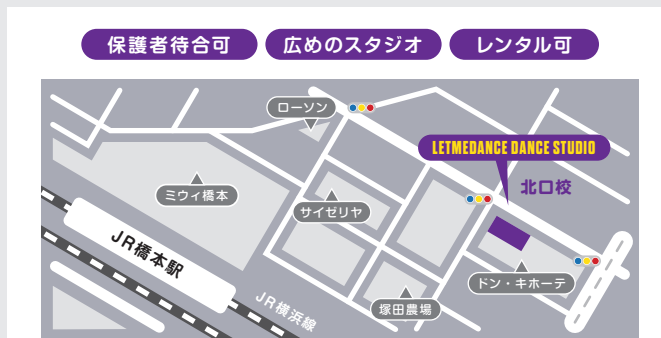 保護者待合可
広めのスタジオ
レンタル可
ローソン
LETMEDANCE DANCE STUDIO
北口校
ミウィ橋本
サイゼリヤ
JR橋本駅
ドン・キホーテ
JR横浜線
塚田農場